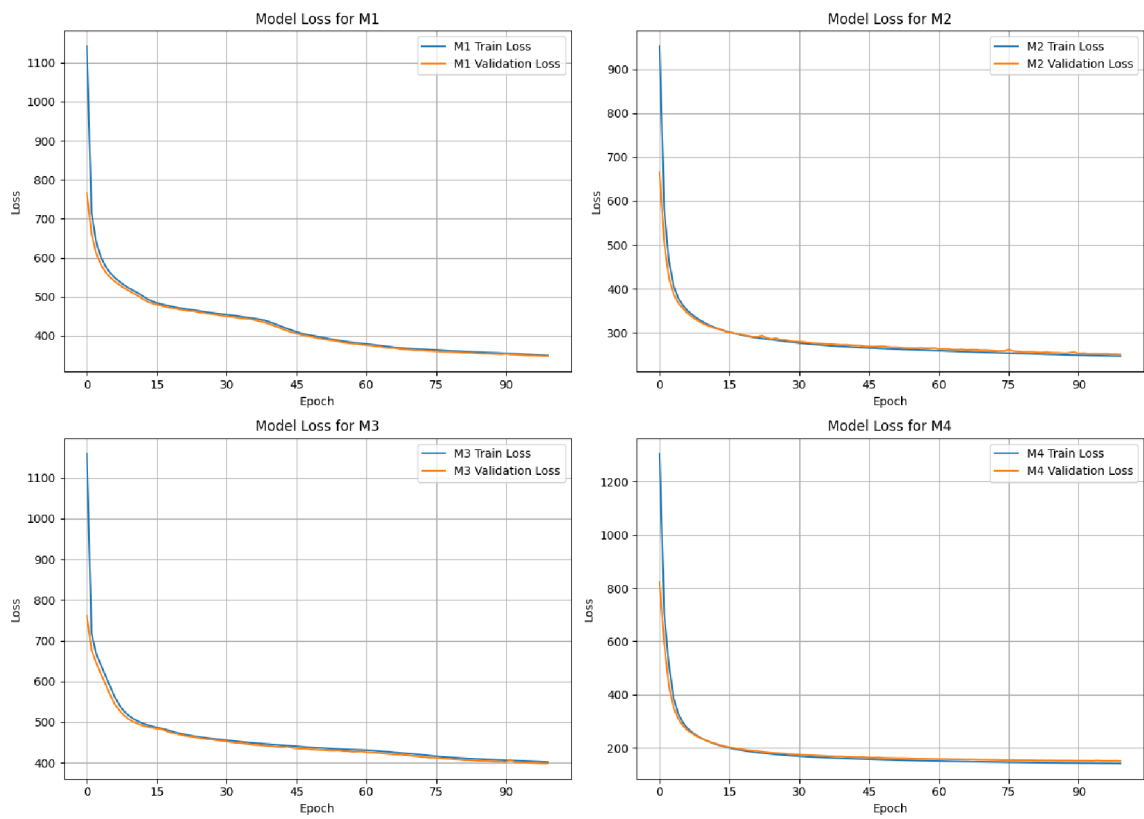 Model Loss for M1
M1 Train Loss
M1 Validation Loss
1100
1000
900
800
700
600
500
400
Loss
0 15 30 45 60 75 90
Epoch
Model Loss for M2
M2 Train Loss
M2 Validation Loss
900
800
700
600
500
400
300
Loss
0 15 30 45 60 75 90
Epoch
Model Loss for M3
M3 Train Loss
M3 Validation Loss
1100
1000
900
800
700
600
500
400
Loss
0 15 30 45 60 75 90
Epoch
Model Loss for M4
M4 Train Loss
M4 Validation Loss
1200
1000
800
600
400
200
Loss
0 15 30 45 60 75 90
Epoch